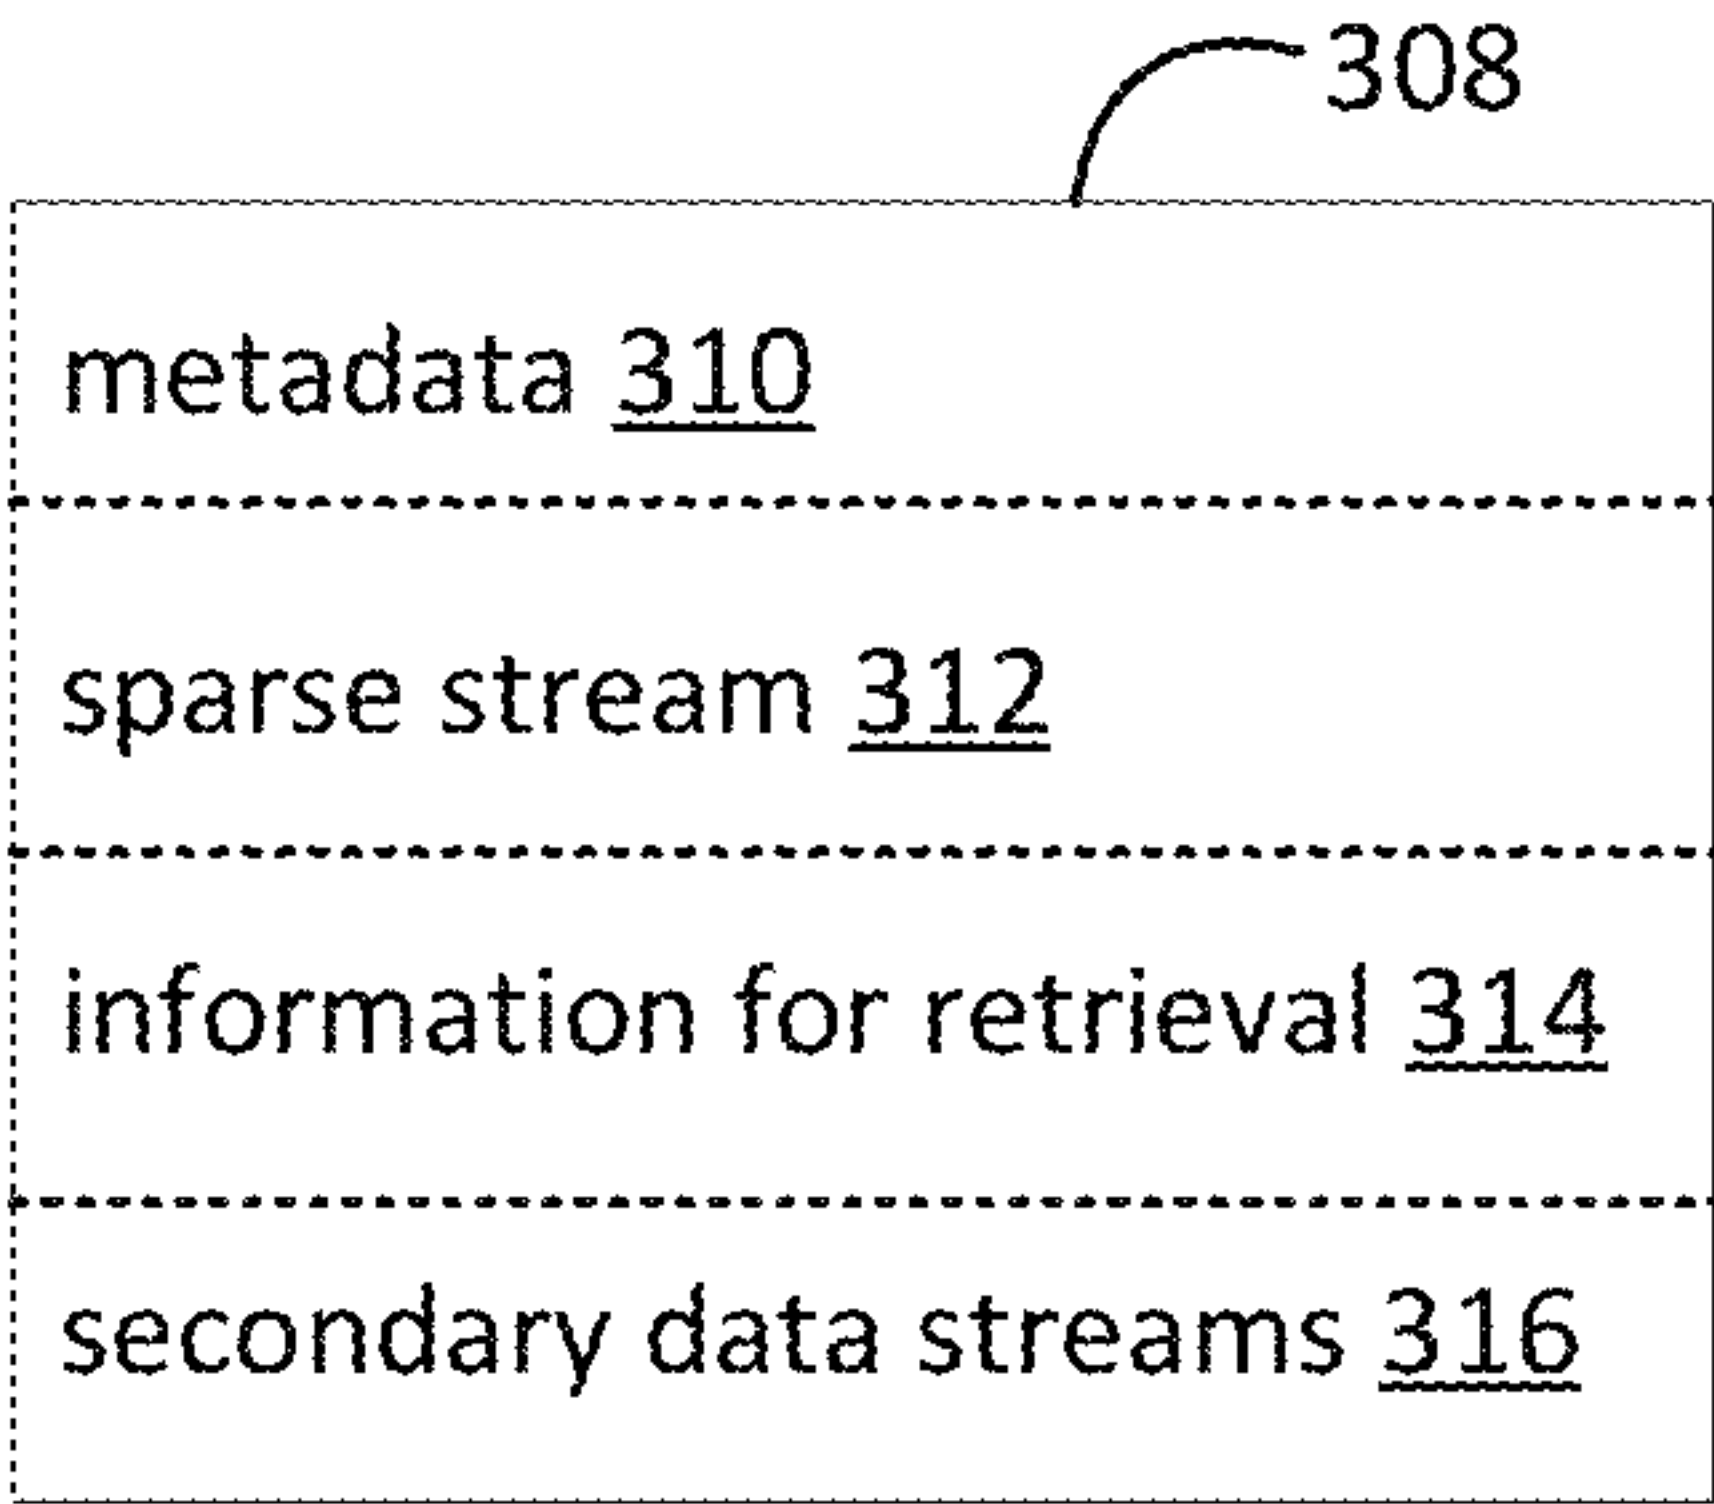 308
metadata 310
sparse stream 312
information for retrieval 314
secondary data streams 316